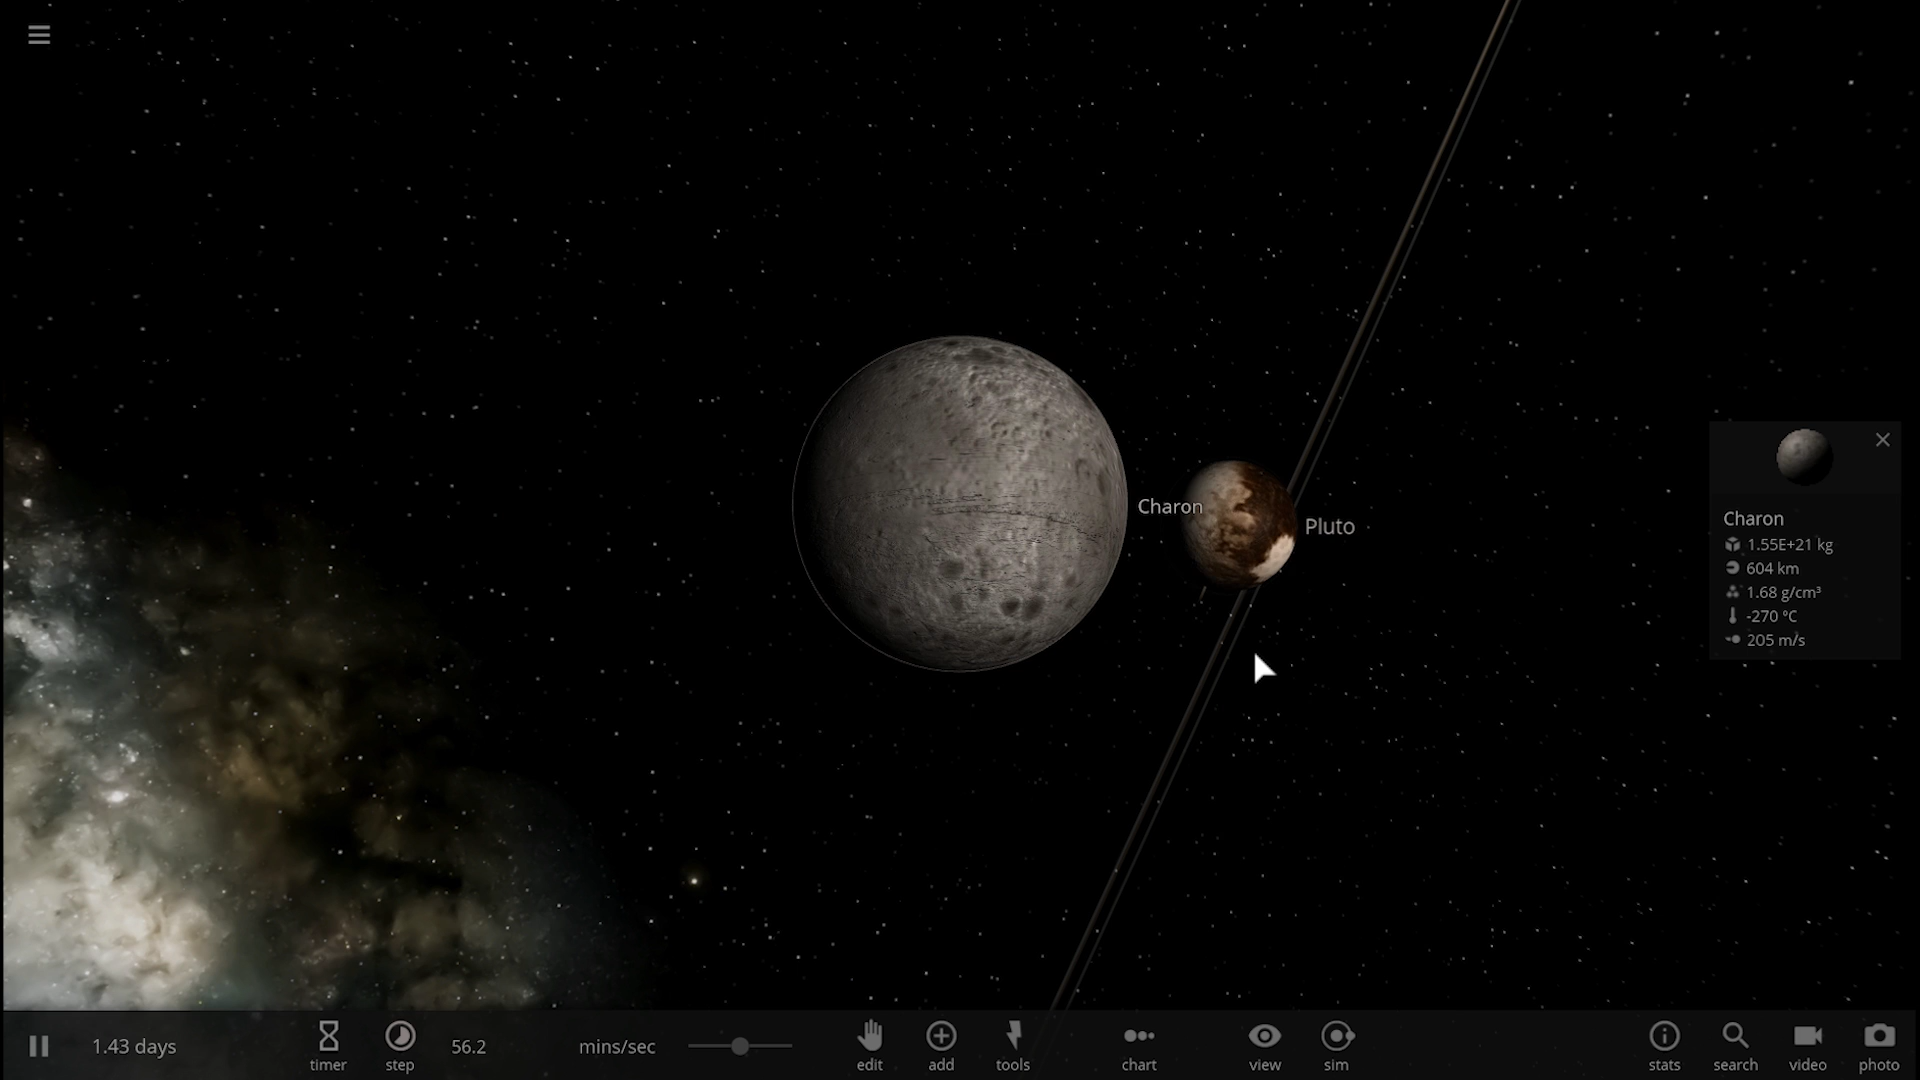 Charon
Pluto
Charon
1.55E+21 kg
604 km
1.68 g/cm³
-270 °C
205 m/s
1.43 days
timer
step
56.2
mins/sec
edit
add
tools
chart
view
sim
stats
search
video
photo